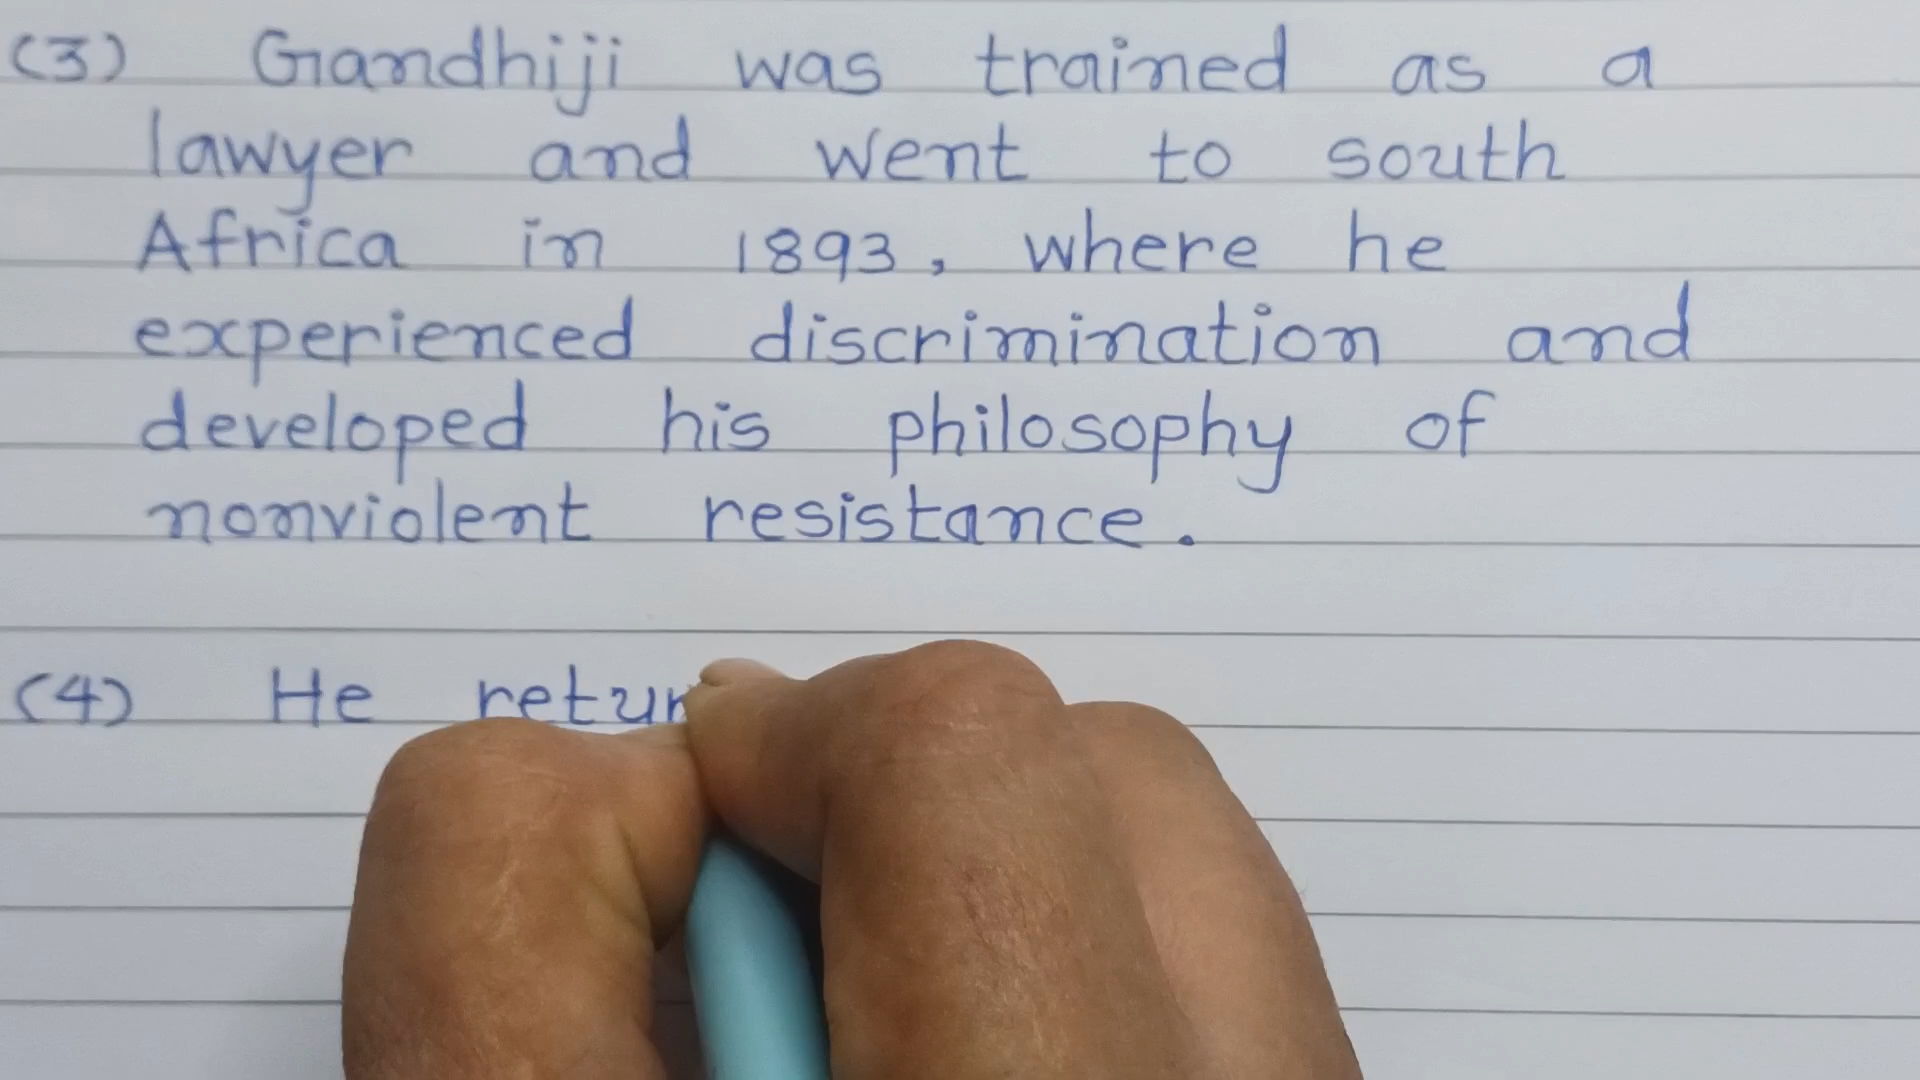 (3) Gandhiji was trained as a
lawyer and went to south
Africa in 1893, where he
experienced discrimination and
developed his philosophy of
nonviolent resistance.
(4) He retur